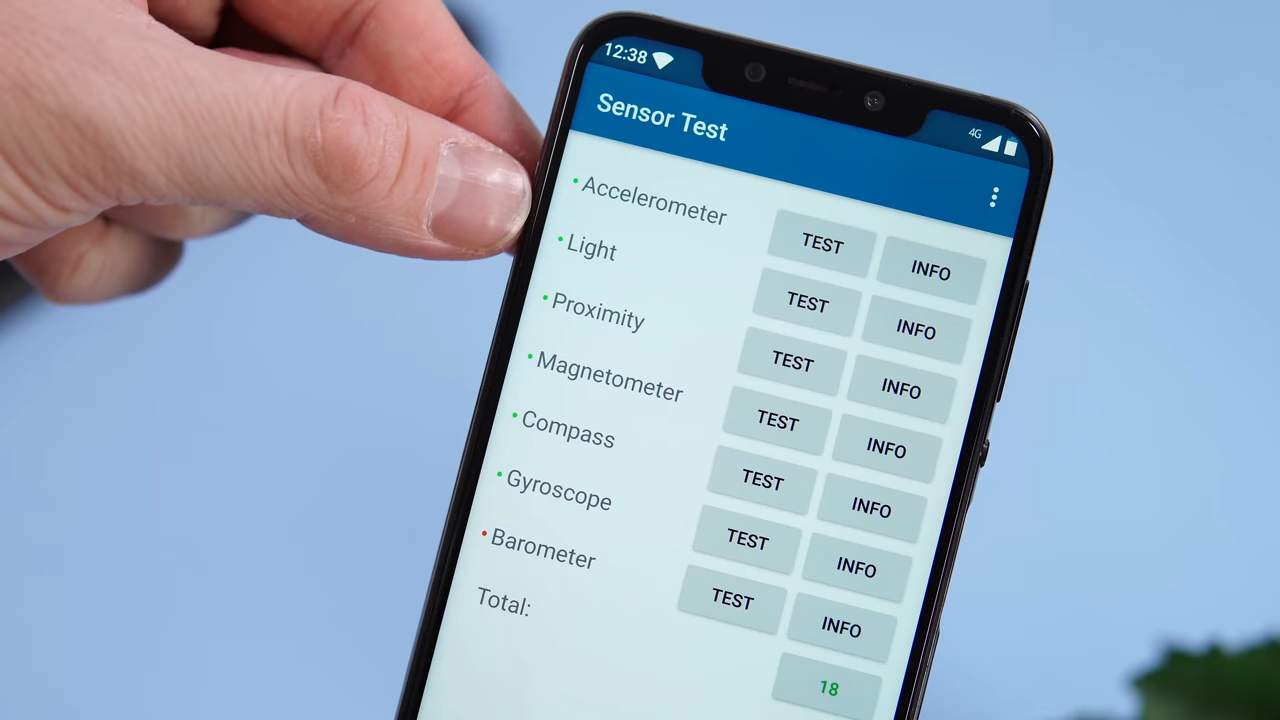 12:38
4G
Sensor Test
Accelerometer TEST INFO
Light TEST INFO
Proximity TEST INFO
Magnetometer TEST INFO
Compass TEST INFO
Gyroscope TEST INFO
Barometer TEST INFO
Total: 18